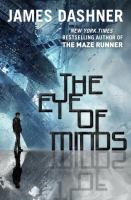 JAMES DASHNER
NEW YORK TIMES
BESTSELLING AUTHOR OF
THE MAZE RUNNER
THE
EYE
OF
MINDS